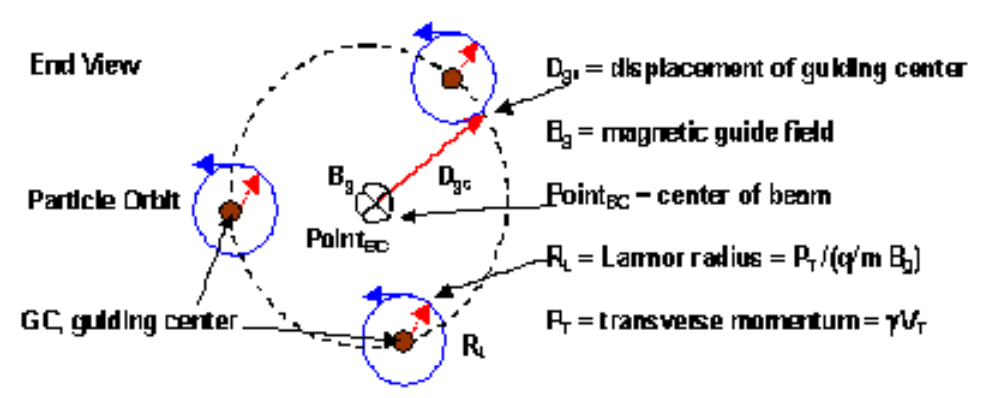 End View
D_gc = displacement of guiding center
B_g = magnetic guide field
B_g
D_gc
Particle Orbit
Point_BC = center of beam
Point_BC
R_L = Larmor radius = P_T/(q/m B_g)
GC, guiding center
R_L
P_T = transverse momentum = γV_T